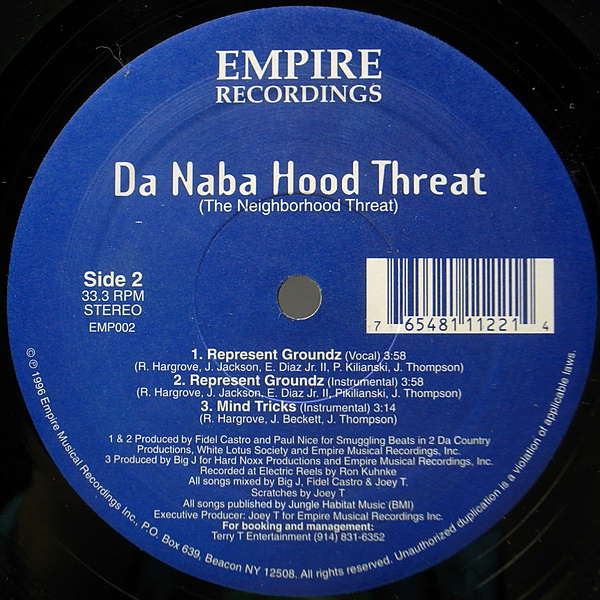 EMPIRE
RECORDINGS
Da Naba Hood Threat
(The Neighborhood Threat)
Side 2
33.3 RPM
STEREO
EMP002
7 65481 11221 4
1. Represent Groundz (Vocal) 3:58
(R. Hargrove, J. Jackson, E. Diaz Jr. II, P. Kilianski, J. Thompson)
2. Represent Groundz (Instrumental) 3:58
(R. Hargrove, J. Jackson, E. Diaz Jr. II, Pikilianski, J. Thompson)
3. Mind Tricks (Instrumental) 3:14
(R. Hargrove, J. Beckett, J. Thompson)
1 & 2 Produced by Fidel Castro and Paul Nice for Smuggling Beats in 2 Da Country
Productions, White Lotus Society and Empire Musical Recordings, Inc.
3 Produced by Big J for Hard Noxx Productions and Empire Musical Recordings, Inc.
Recorded at Electric Reels by Ron Kuhnke
All songs mixed by Big J, Fidel Castro & Joey T.
Scratches by Joey T
All songs published by Jungle Habitat Music (BMI)
Executive Producer: Joey T for Empire Musical Recordings Inc.
For booking and management:
Terry T Entertainment (914) 831-6352
© ℗ 1996 Empire Musical Recordings Inc., P.O. Box 639, Beacon NY 12508. All rights reserved. Unauthorized duplication is a violation of applicable laws.